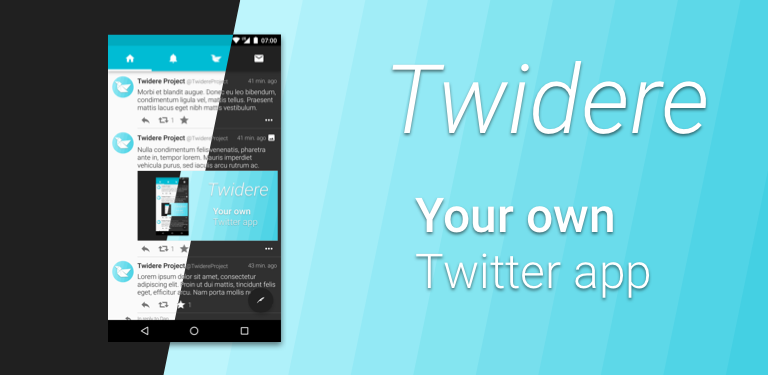 07:00
Twidere Project @TwidereProject 41 min. ago
Morbi et blandit augue. Donec eu leo bibendum,
condimentum ligula vel, mattis tellus. Praesent
mattis lacus eget nibh mattis vestibulum.
1
Twidere Project @TwidereProject 41 min. ago
Nulla condimentum felis venenatis, pharetra
ante in, tempor lorem. Mauris imperdiet
vehicula purus, sed iaculis arcu rutrum ac.
Twidere
Your own
Twitter app
1
Twidere Project @TwidereProject 43 min. ago
Lorem ipsum dolor sit amet, consectetur
adipiscing elit. Proin ut dui mattis, tincidunt felis
eget, efficitur arcu. Nam porta mollis
1
Twidere
Your own
Twitter app